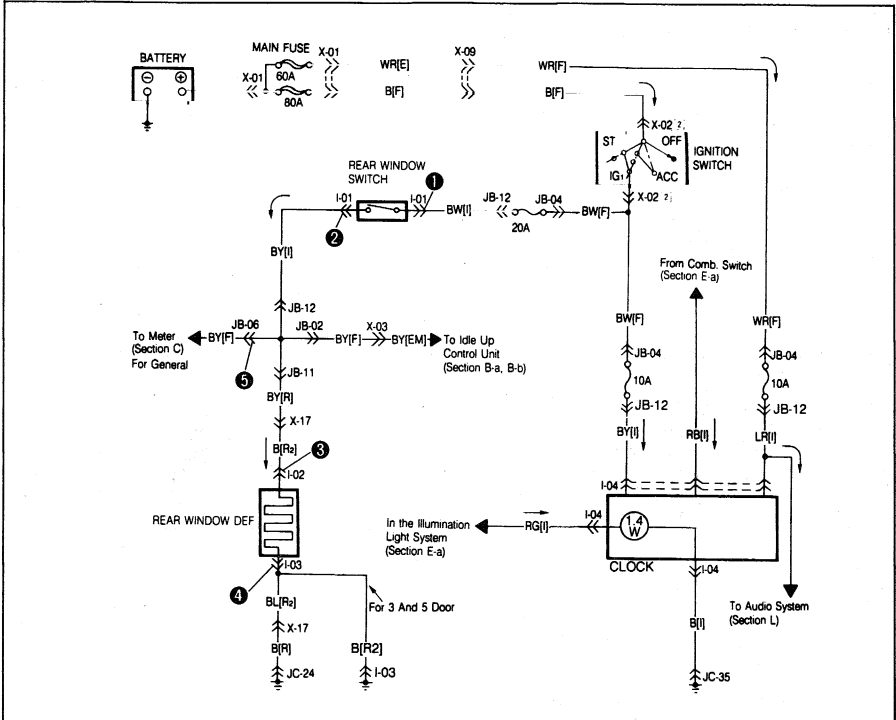 BATTERY
MAIN FUSE
X-01
X-09
60A
WR[E]
WR[F]
X-01
80A
B[F]
B[F]
X-02
ST
OFF
IGNITION
SWITCH
IG1
ACC
X-02
REAR WINDOW
SWITCH
1
I-01
I-01
BW[I]
JB-12
JB-04
20A
BW[F]
2
BY[I]
From Comb. Switch
(Section E-a)
JB-12
To Meter
(Section C)
For General
BY[F]
JB-06
JB-02
BY[F]
X-03
BY[EM]
To Idle Up
Control Unit
(Section B-a, B-b)
5
BW[F]
WR[F]
JB-04
JB-04
10A
10A
JB-11
BY[R]
JB-12
JB-12
X-17
BY[I]
RB[I]
LR[I]
B[R2]
3
I-02
I-04
REAR WINDOW DEF
In the Illumination
Light System
(Section E-a)
RG[I]
I-04
1.4
W
CLOCK
I-03
4
I-04
BL[R2]
For 3 And 5 Door
To Audio System
(Section L)
X-17
B[I]
B[R]
B[R2]
JC-24
I-03
JC-35